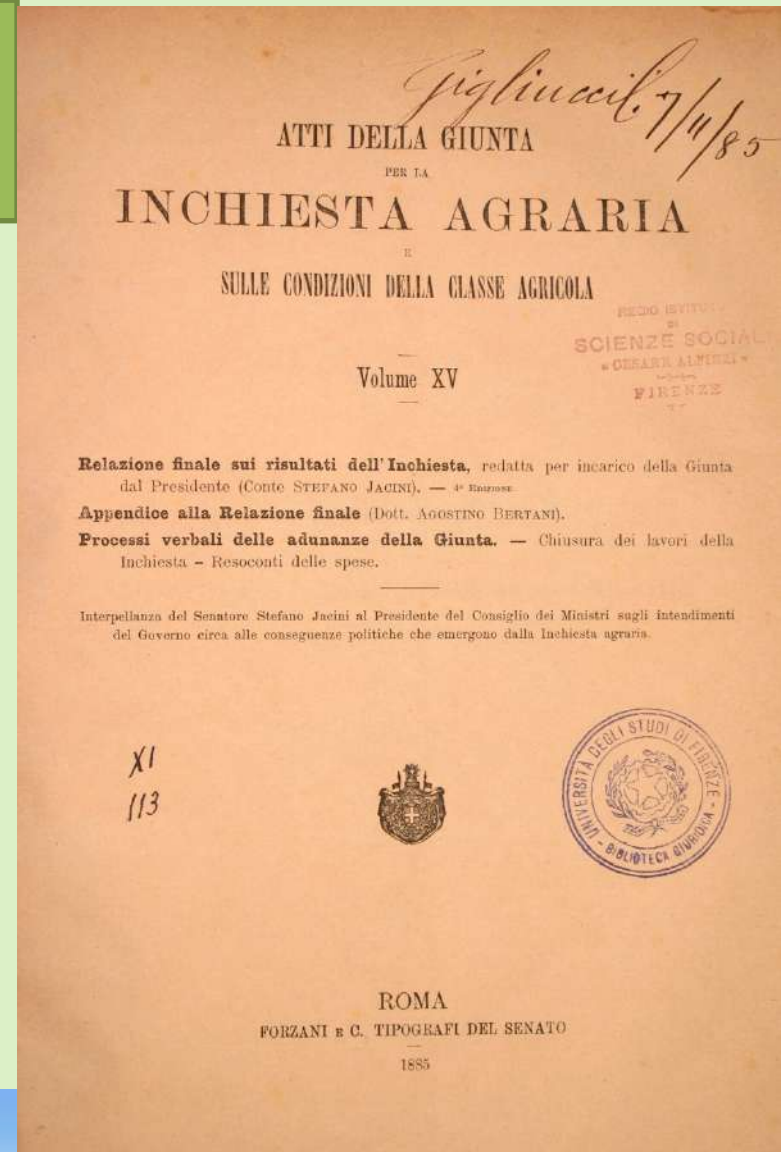 Gigliucci C. 7/11/85
ATTI DELLA GIUNTA
PER LA
INCHIESTA AGRARIA
E
SULLE CONDIZIONI DELLA CLASSE AGRICOLA
REGIO ISTITUTO
DI
SCIENZE SOCIALI
"CESARE ALFIERI"
FIRENZE
Volume XV
Relazione finale sui risultati dell'Inchiesta, redatta per incarico della Giunta
dal Presidente (Conte STEFANO JACINI). — 4ª EDIZIONE.
Appendice alla Relazione finale (Dott. AGOSTINO BERTANI).
Processi verbali delle adunanze della Giunta. — Chiusura dei lavori della
Inchiesta – Resoconti delle spese.
Interpellanza del Senatore Stefano Jacini al Presidente del Consiglio dei Ministri sugli intendimenti
del Governo circa alle conseguenze politiche che emergono dalla Inchiesta agraria.
XI
113
UNIVERSITÀ DEGLI STUDI DI FIRENZE
- BIBLIOTECA GIURIDICA -
ROMA
FORZANI E C. TIPOGRAFI DEL SENATO
1885